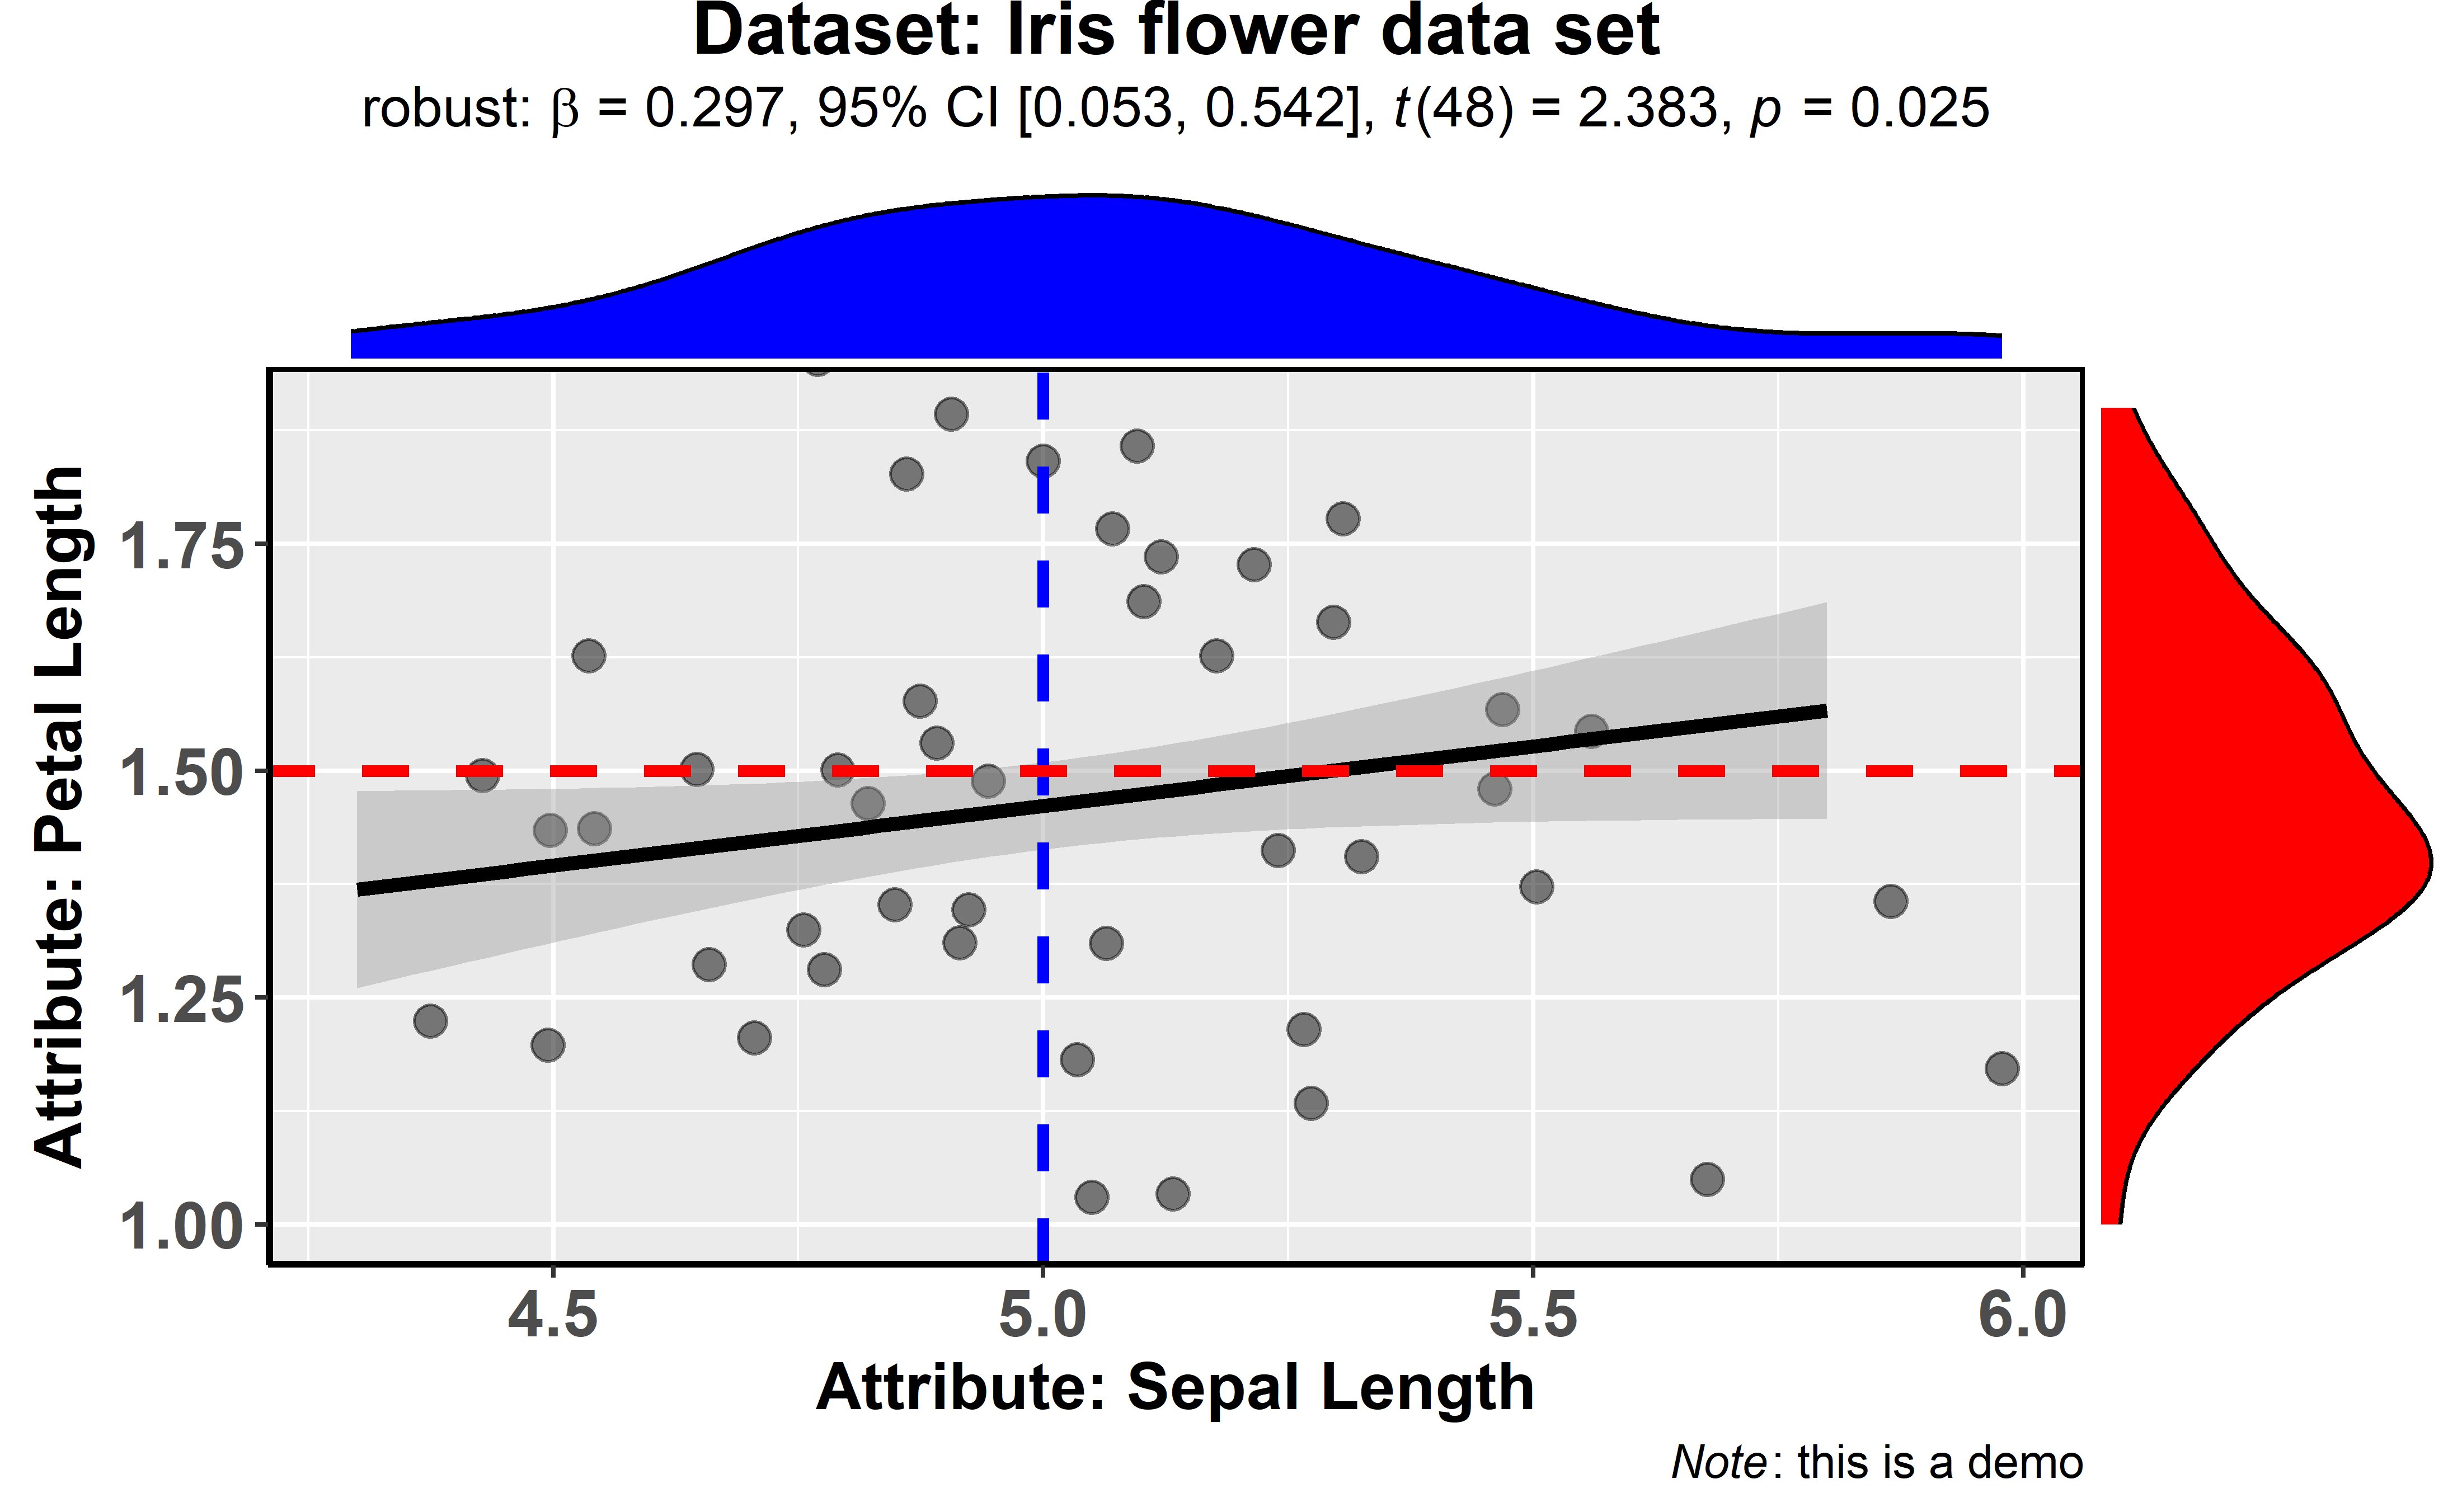 Dataset: Iris flower data set
robust: β = 0.297, 95% CI [0.053, 0.542], t(48) = 2.383, p = 0.025
Attribute: Petal Length
1.75
1.50
1.25
1.00
4.5 5.0 5.5 6.0
Attribute: Sepal Length
Note: this is a demo